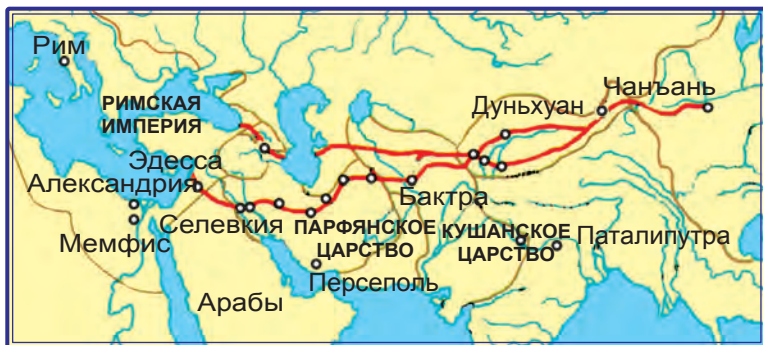 Рим
Чанъань
Дуньхуан
РИМСКАЯ
ИМПЕРИЯ
Эдесса
Александрия
Бактра
Селевкия
ПАРФЯНСКОЕ
ЦАРСТВО
КУШАНСКОЕ
ЦАРСТВО
Паталипутра
Мемфис
Персеполь
Арабы